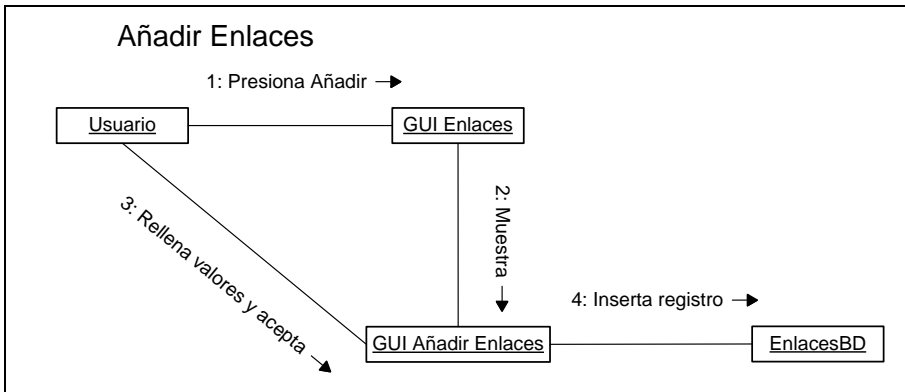 Añadir Enlaces
1: Presiona Añadir
Usuario
GUI Enlaces
2: Muestra
3: Rellena valores y acepta
4: Inserta registro
GUI Añadir Enlaces
EnlacesBD